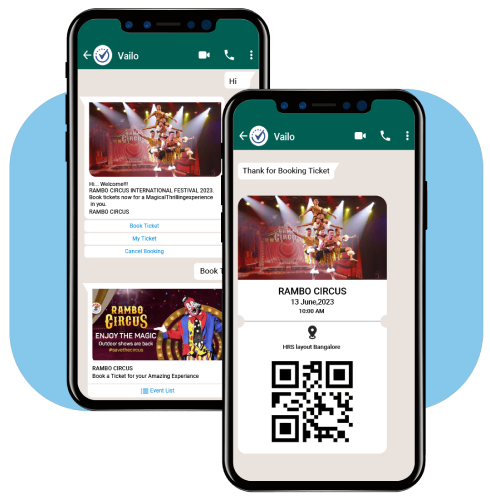 Vailo
Hi
Hi... Welcome!!!
RAMBO CIRCUS INTERNATIONAL FESTIVAL 2023.
Book tickets now for a MagicalThrillingexperience
in you.
RAMBO CIRCUS
Book Ticket
My Ticket
Cancel Booking
Book T
RAMBO
CIRCUS
ENJOY THE MAGIC
Outdoor shows are back
#savethecircus
RAMBO CIRCUS
Book a Ticket for your Amazing Experiance
Event List
Vailo
Thank for Booking Ticket
RAMBO CIRCUS
13 June,2023
10:00 AM
HRS layout Bangalore